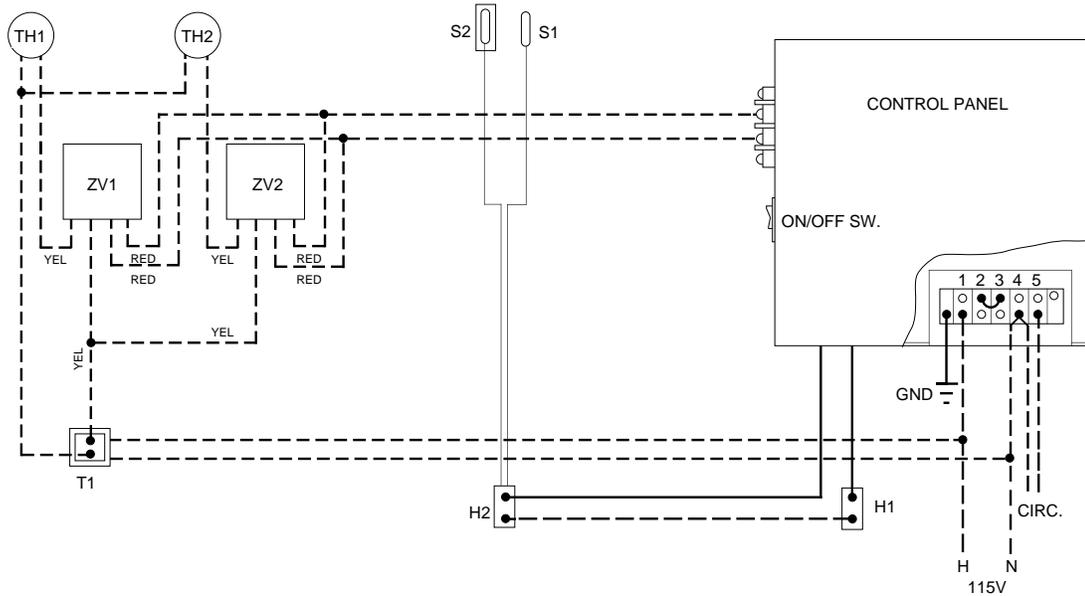 TH1
TH2
S2
S1
CONTROL PANEL
ZV1
ZV2
ON/OFF SW.
YEL
RED
RED
YEL
RED
RED
1 2 3 4 5
YEL
YEL
GND
T1
H2
H1
CIRC.
H
N
115V